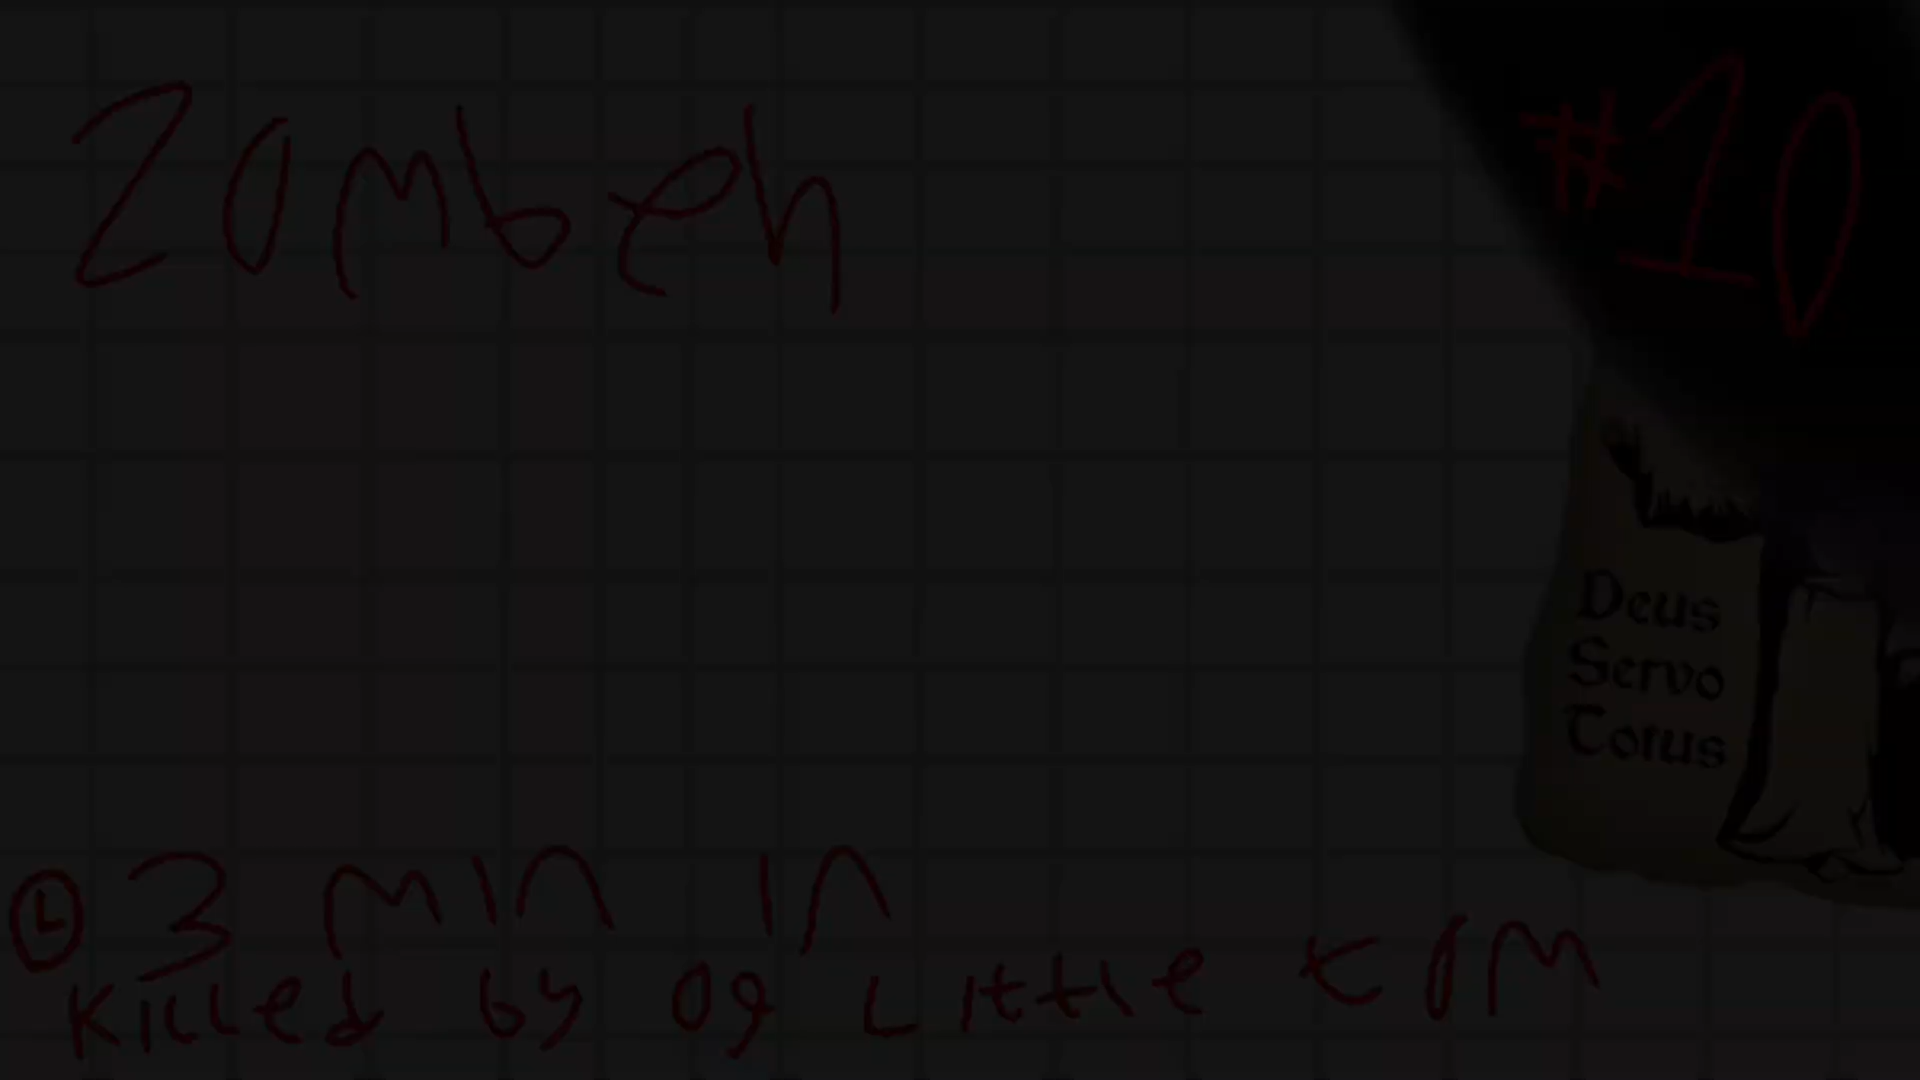 Zombeh
#10
Deus
Servo
Totus
3 min in
Killed by og Little tom